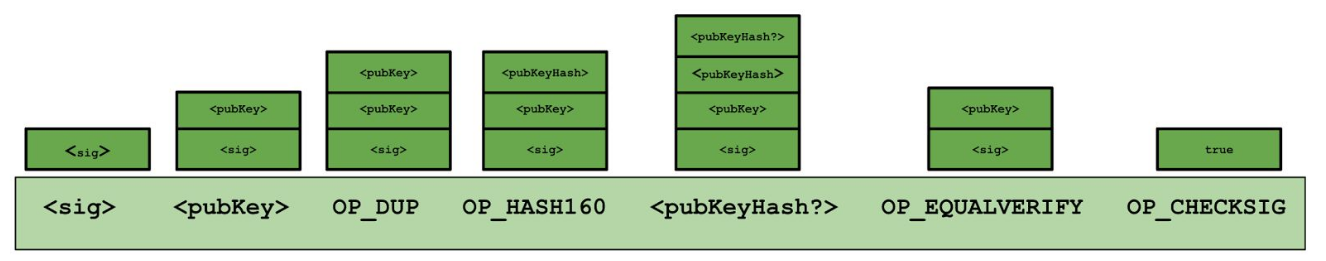 <pubKeyHash?>
<pubKey> <pubKeyHash> <pubKeyHash>
<pubKey> <pubKey> <pubKey> <pubKey> <pubKey>
<sig> <sig> <sig> <sig> <sig> <sig> true
<sig> <pubKey> OP_DUP OP_HASH160 <pubKeyHash?> OP_EQUALVERIFY OP_CHECKSIG